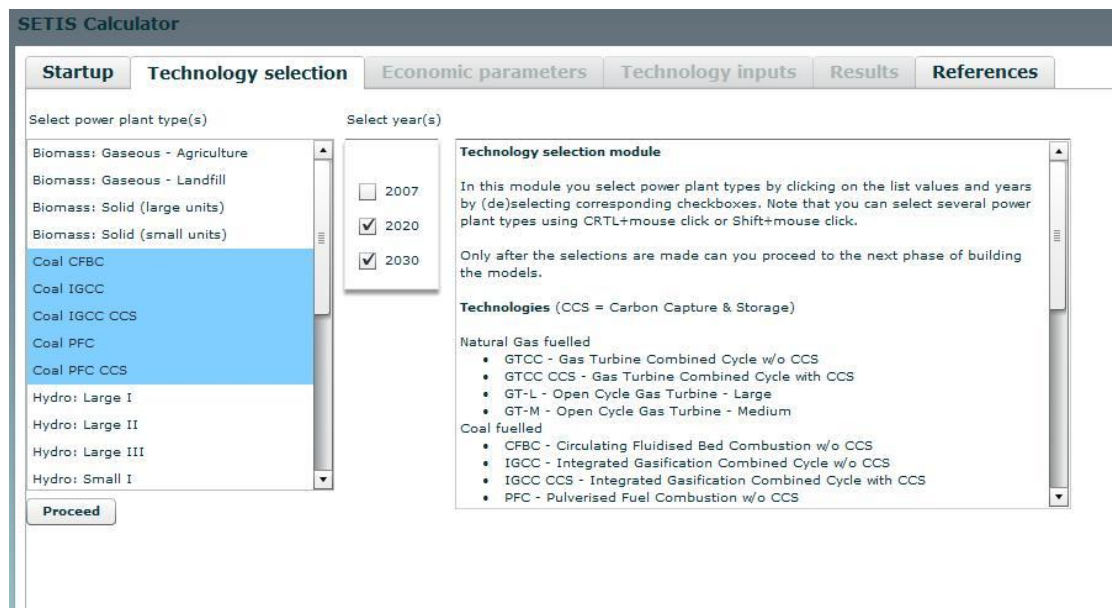 SETIS Calculator
Startup
Technology selection
Economic parameters
Technology inputs
Results
References
Select power plant type(s)
Select year(s)
Biomass: Gaseous - Agriculture
Biomass: Gaseous - Landfill
Biomass: Solid (large units)
Biomass: Solid (small units)
Coal CFBC
Coal IGCC
Coal IGCC CCS
Coal PFC
Coal PFC CCS
Hydro: Large I
Hydro: Large II
Hydro: Large III
Hydro: Small I
2007
2020
2030
Technology selection module
In this module you select power plant types by clicking on the list values and years
by (de)selecting corresponding checkboxes. Note that you can select several power
plant types using CRTL+mouse click or Shift+mouse click.
Only after the selections are made can you proceed to the next phase of building
the models.
Technologies (CCS = Carbon Capture & Storage)
Natural Gas fuelled
• GTCC - Gas Turbine Combined Cycle w/o CCS
• GTCC CCS - Gas Turbine Combined Cycle with CCS
• GT-L - Open Cycle Gas Turbine - Large
• GT-M - Open Cycle Gas Turbine - Medium
Coal fuelled
• CFBC - Circulating Fluidised Bed Combustion w/o CCS
• IGCC - Integrated Gasification Combined Cycle w/o CCS
• IGCC CCS - Integrated Gasification Combined Cycle with CCS
• PFC - Pulverised Fuel Combustion w/o CCS
Proceed